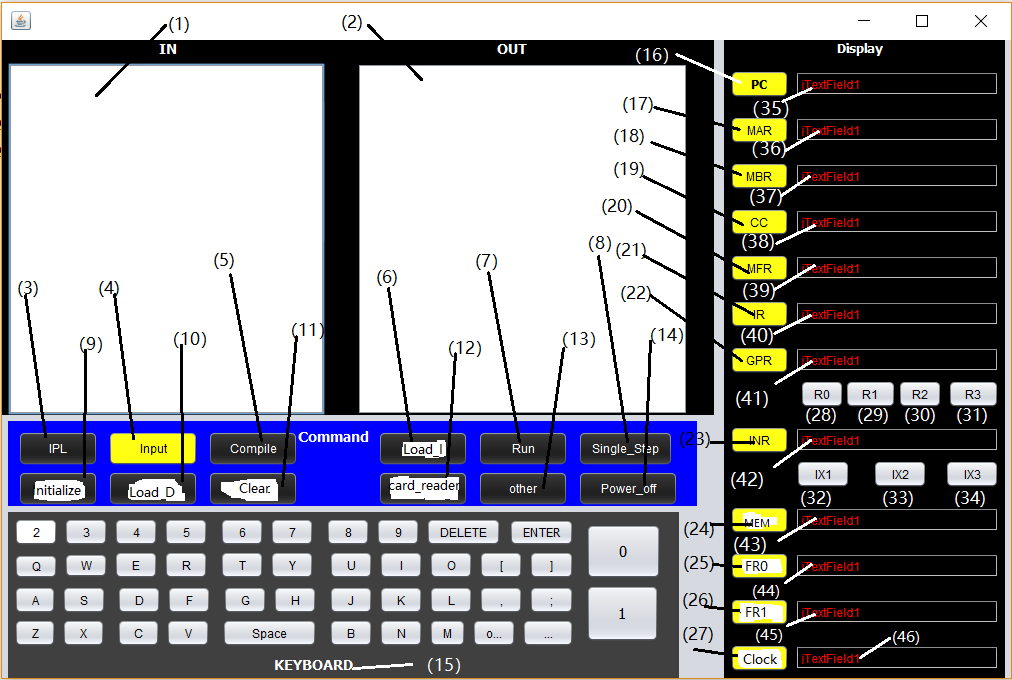 (1) (2)
IN OUT Display
(16) PC jTextField1
(35)
(17) MAR jTextField1
(18) (36)
(19) MBR jTextField1
(37)
(20) CC jTextField1
(5) (6) (7) (8) (21) (38)
MFR jTextField1
(3) (4) (22) (39)
IR jTextField1
(9) (10) (11) (12) (13) (14) (40)
GPR jTextField1
(41) R0 R1 R2 R3
(28) (29) (30) (31)
IPL Input Compile Command Load_I Run Single_Step (23) INR jTextField1
(42) IX1 IX2 IX3
nitialize Load_D Clear card_reader other Power_off (32) (33) (34)
2 3 4 5 6 7 8 9 DELETE ENTER 0 (24) MEM jTextField1
(43)
Q W E R T Y U I O [ ] (25) FR0 jTextField1
(44)
A S D F G H J K L , ; 1 (26) FR1 jTextField1
Z X C V Space B N M o... ... (27) (45) (46)
KEYBOARD (15) Clock jTextField1